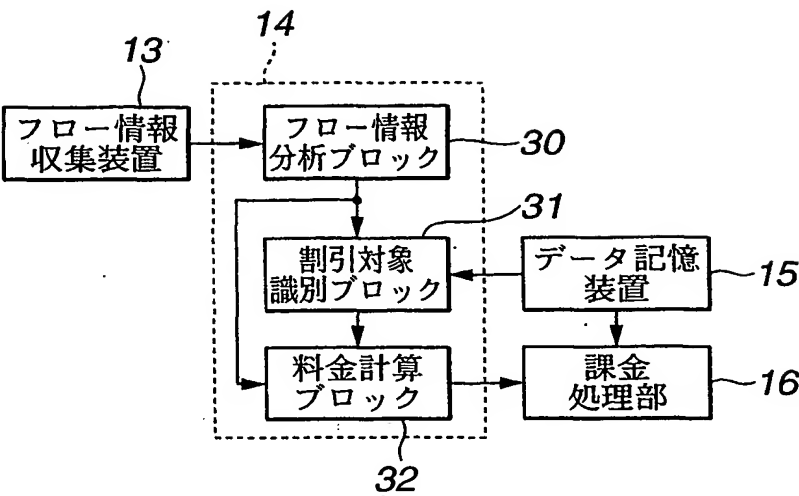 14
13
フロー情報
収集装置
フロー情報
分析ブロック
30
31
割引対象
識別ブロック
データ記憶
装置
15
料金計算
ブロック
課金
処理部
16
32